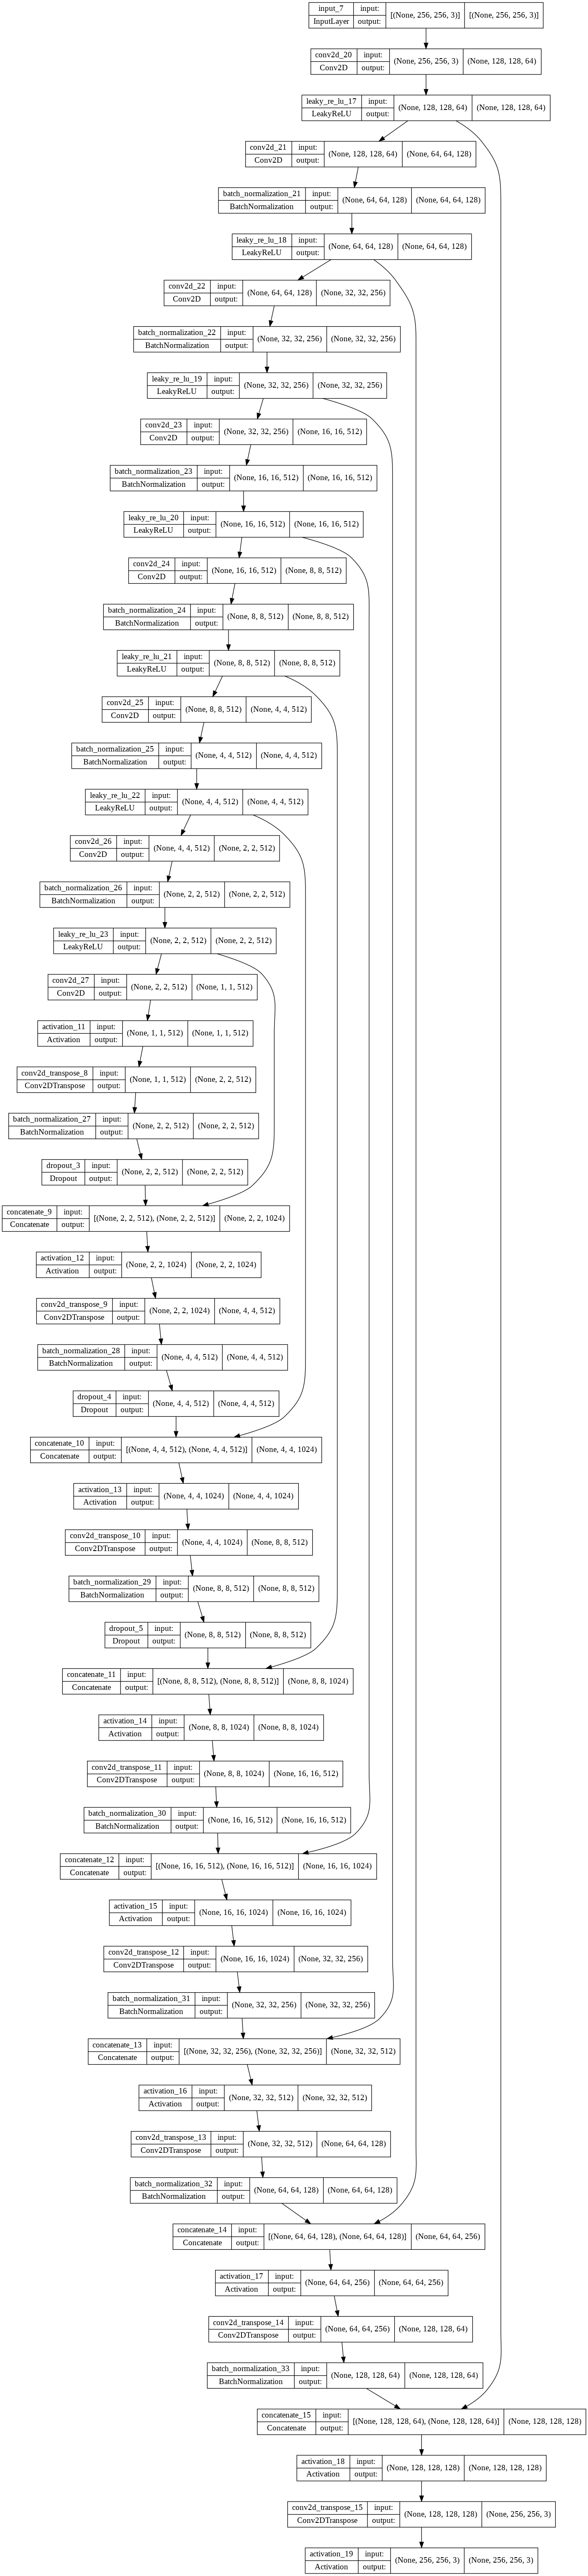 input_7 input: [(None, 256, 256, 3)] [(None, 256, 256, 3)]
InputLayer output:
conv2d_20 input: (None, 256, 256, 3) (None, 128, 128, 64)
Conv2D output:
leaky_re_lu_17 input: (None, 128, 128, 64) (None, 128, 128, 64)
LeakyReLU output:
conv2d_21 input: (None, 128, 128, 64) (None, 64, 64, 128)
Conv2D output:
batch_normalization_21 input: (None, 64, 64, 128) (None, 64, 64, 128)
BatchNormalization output:
leaky_re_lu_18 input: (None, 64, 64, 128) (None, 64, 64, 128)
LeakyReLU output:
conv2d_22 input: (None, 64, 64, 128) (None, 32, 32, 256)
Conv2D output:
batch_normalization_22 input: (None, 32, 32, 256) (None, 32, 32, 256)
BatchNormalization output:
leaky_re_lu_19 input: (None, 32, 32, 256) (None, 32, 32, 256)
LeakyReLU output:
conv2d_23 input: (None, 32, 32, 256) (None, 16, 16, 512)
Conv2D output:
batch_normalization_23 input: (None, 16, 16, 512) (None, 16, 16, 512)
BatchNormalization output:
leaky_re_lu_20 input: (None, 16, 16, 512) (None, 16, 16, 512)
LeakyReLU output:
conv2d_24 input: (None, 16, 16, 512) (None, 8, 8, 512)
Conv2D output:
batch_normalization_24 input: (None, 8, 8, 512) (None, 8, 8, 512)
BatchNormalization output:
leaky_re_lu_21 input: (None, 8, 8, 512) (None, 8, 8, 512)
LeakyReLU output:
conv2d_25 input: (None, 8, 8, 512) (None, 4, 4, 512)
Conv2D output:
batch_normalization_25 input: (None, 4, 4, 512) (None, 4, 4, 512)
BatchNormalization output:
leaky_re_lu_22 input: (None, 4, 4, 512) (None, 4, 4, 512)
LeakyReLU output:
conv2d_26 input: (None, 4, 4, 512) (None, 2, 2, 512)
Conv2D output:
batch_normalization_26 input: (None, 2, 2, 512) (None, 2, 2, 512)
BatchNormalization output:
leaky_re_lu_23 input: (None, 2, 2, 512) (None, 2, 2, 512)
LeakyReLU output:
conv2d_27 input: (None, 2, 2, 512) (None, 1, 1, 512)
Conv2D output:
activation_11 input: (None, 1, 1, 512) (None, 1, 1, 512)
Activation output:
conv2d_transpose_8 input: (None, 1, 1, 512) (None, 2, 2, 512)
Conv2DTranspose output:
batch_normalization_27 input: (None, 2, 2, 512) (None, 2, 2, 512)
BatchNormalization output:
dropout_3 input: (None, 2, 2, 512) (None, 2, 2, 512)
Dropout output:
concatenate_9 input: [(None, 2, 2, 512), (None, 2, 2, 512)] (None, 2, 2, 1024)
Concatenate output:
activation_12 input: (None, 2, 2, 1024) (None, 2, 2, 1024)
Activation output:
conv2d_transpose_9 input: (None, 2, 2, 1024) (None, 4, 4, 512)
Conv2DTranspose output:
batch_normalization_28 input: (None, 4, 4, 512) (None, 4, 4, 512)
BatchNormalization output:
dropout_4 input: (None, 4, 4, 512) (None, 4, 4, 512)
Dropout output:
concatenate_10 input: [(None, 4, 4, 512), (None, 4, 4, 512)] (None, 4, 4, 1024)
Concatenate output:
activation_13 input: (None, 4, 4, 1024) (None, 4, 4, 1024)
Activation output:
conv2d_transpose_10 input: (None, 4, 4, 1024) (None, 8, 8, 512)
Conv2DTranspose output:
batch_normalization_29 input: (None, 8, 8, 512) (None, 8, 8, 512)
BatchNormalization output:
dropout_5 input: (None, 8, 8, 512) (None, 8, 8, 512)
Dropout output:
concatenate_11 input: [(None, 8, 8, 512), (None, 8, 8, 512)] (None, 8, 8, 1024)
Concatenate output:
activation_14 input: (None, 8, 8, 1024) (None, 8, 8, 1024)
Activation output:
conv2d_transpose_11 input: (None, 8, 8, 1024) (None, 16, 16, 512)
Conv2DTranspose output:
batch_normalization_30 input: (None, 16, 16, 512) (None, 16, 16, 512)
BatchNormalization output:
concatenate_12 input: [(None, 16, 16, 512), (None, 16, 16, 512)] (None, 16, 16, 1024)
Concatenate output:
activation_15 input: (None, 16, 16, 1024) (None, 16, 16, 1024)
Activation output:
conv2d_transpose_12 input: (None, 16, 16, 1024) (None, 32, 32, 256)
Conv2DTranspose output:
batch_normalization_31 input: (None, 32, 32, 256) (None, 32, 32, 256)
BatchNormalization output:
concatenate_13 input: [(None, 32, 32, 256), (None, 32, 32, 256)] (None, 32, 32, 512)
Concatenate output:
activation_16 input: (None, 32, 32, 512) (None, 32, 32, 512)
Activation output:
conv2d_transpose_13 input: (None, 32, 32, 512) (None, 64, 64, 128)
Conv2DTranspose output:
batch_normalization_32 input: (None, 64, 64, 128) (None, 64, 64, 128)
BatchNormalization output:
concatenate_14 input: [(None, 64, 64, 128), (None, 64, 64, 128)] (None, 64, 64, 256)
Concatenate output:
activation_17 input: (None, 64, 64, 256) (None, 64, 64, 256)
Activation output:
conv2d_transpose_14 input: (None, 64, 64, 256) (None, 128, 128, 64)
Conv2DTranspose output:
batch_normalization_33 input: (None, 128, 128, 64) (None, 128, 128, 64)
BatchNormalization output:
concatenate_15 input: [(None, 128, 128, 64), (None, 128, 128, 64)] (None, 128, 128, 128)
Concatenate output:
activation_18 input: (None, 128, 128, 128) (None, 128, 128, 128)
Activation output:
conv2d_transpose_15 input: (None, 128, 128, 128) (None, 256, 256, 3)
Conv2DTranspose output:
activation_19 input: (None, 256, 256, 3) (None, 256, 256, 3)
Activation output: